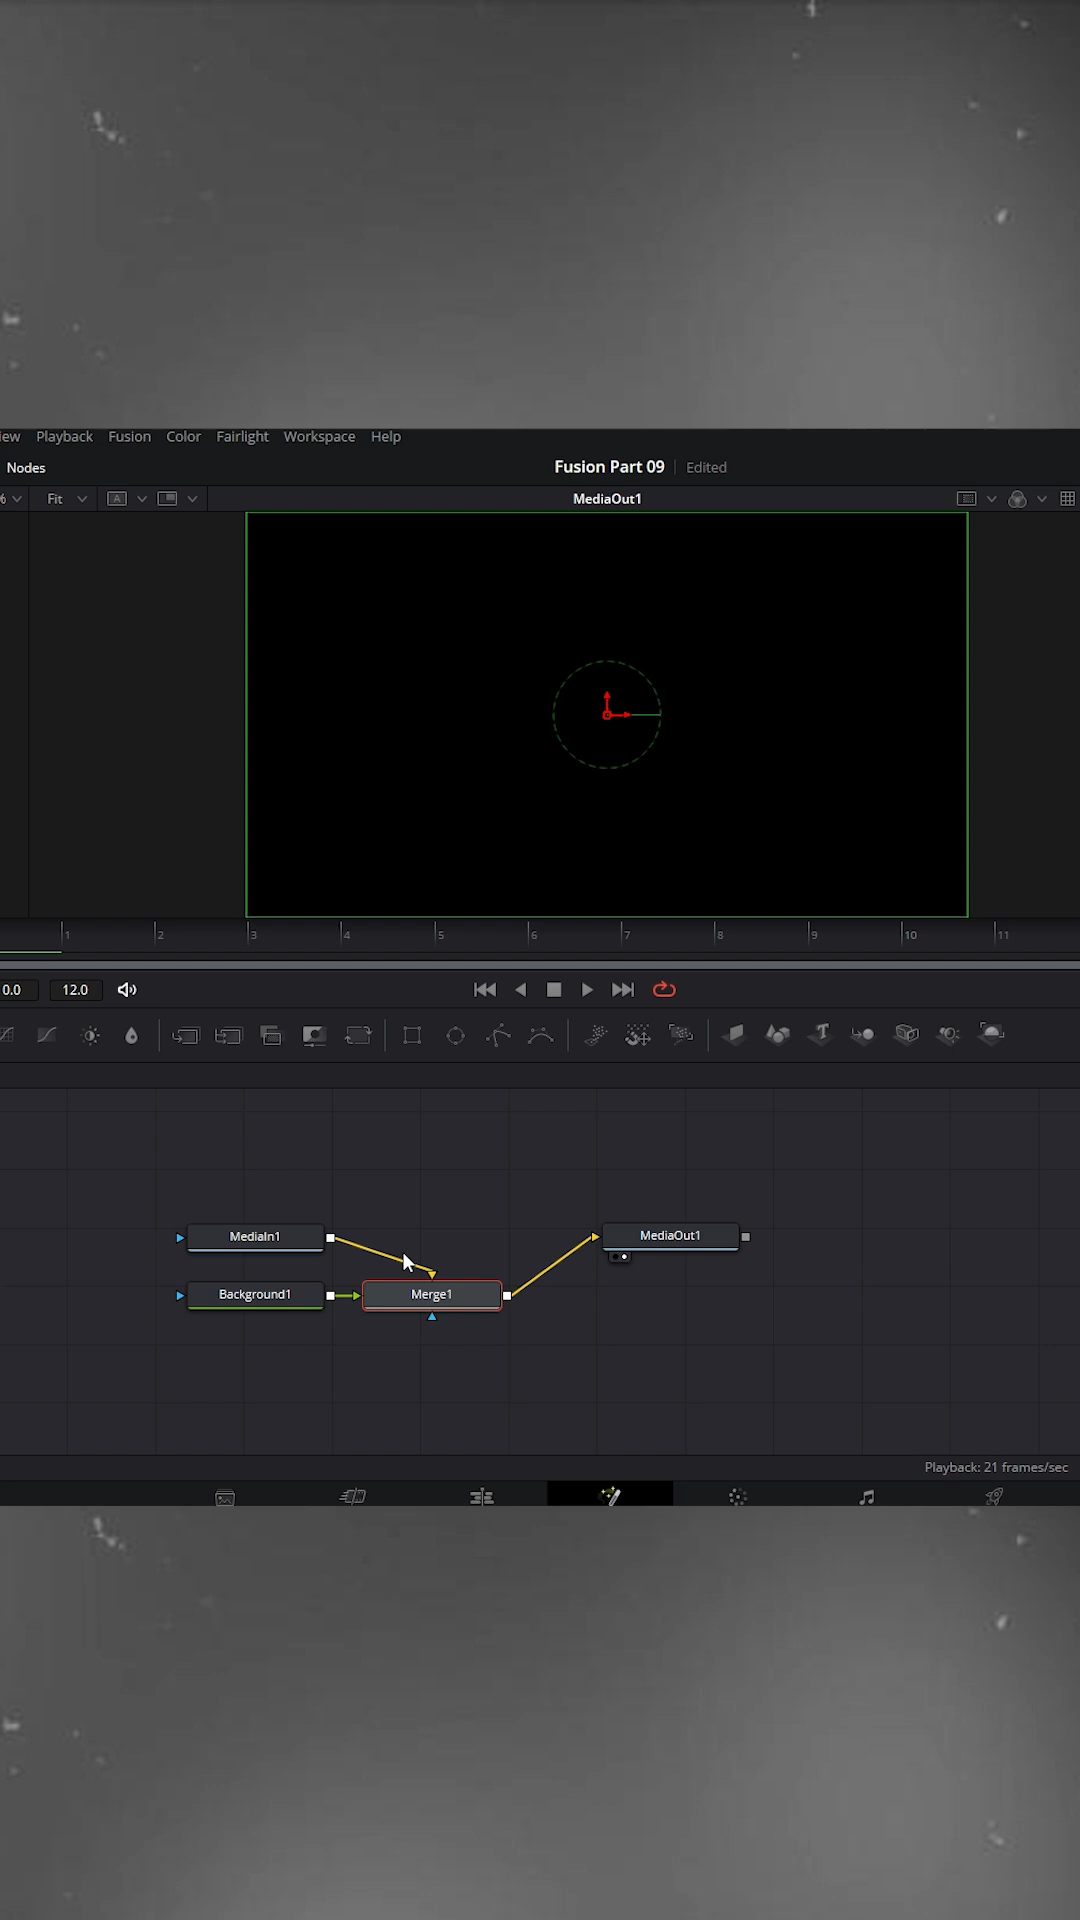 iew Playback Fusion Color Fairlight Workspace Help
Nodes
Fusion Part 09 Edited
% Fit A
MediaOut1
1 2 3 4 5 6 7 8 9 10 11
0.0 12.0
T
MediaIn1
MediaOut1
Background1
Merge1
Playback: 21 frames/sec